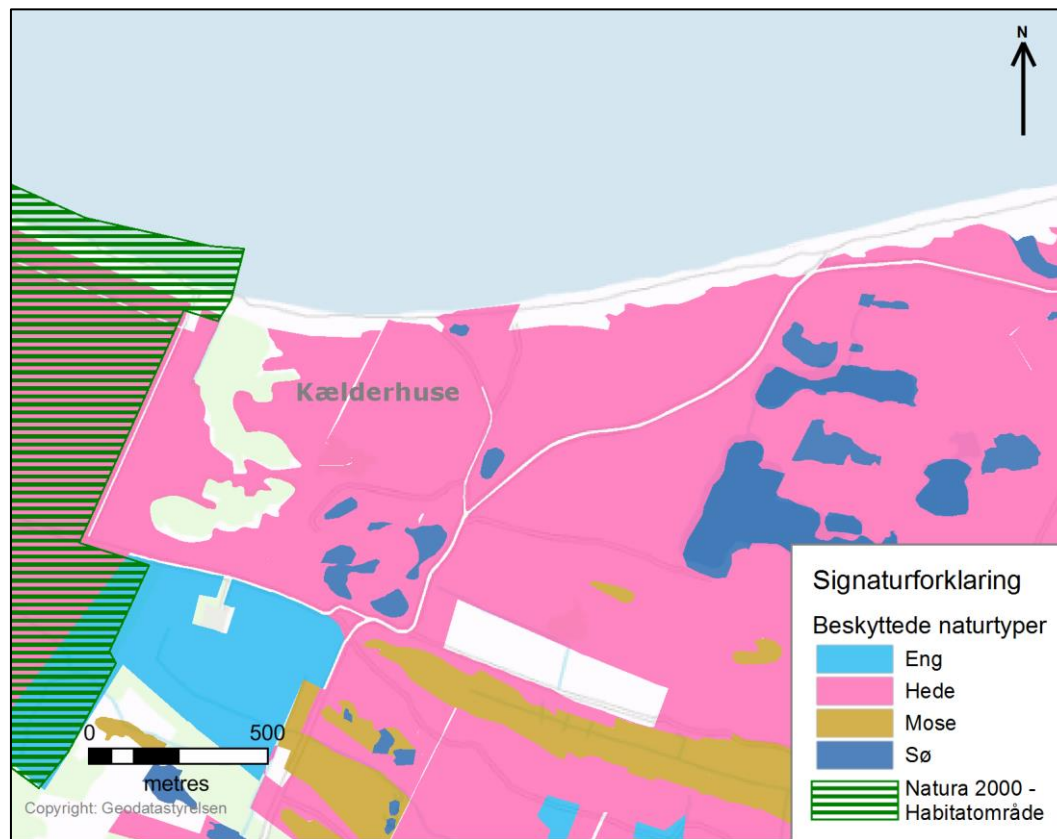 N
Kælderhuse
Signaturforklaring
Beskyttede naturtyper
Eng
Hede
Mose
Sø
Natura 2000 -
Habitatområde
0 500
metres
Copyright: Geodatastyrelsen